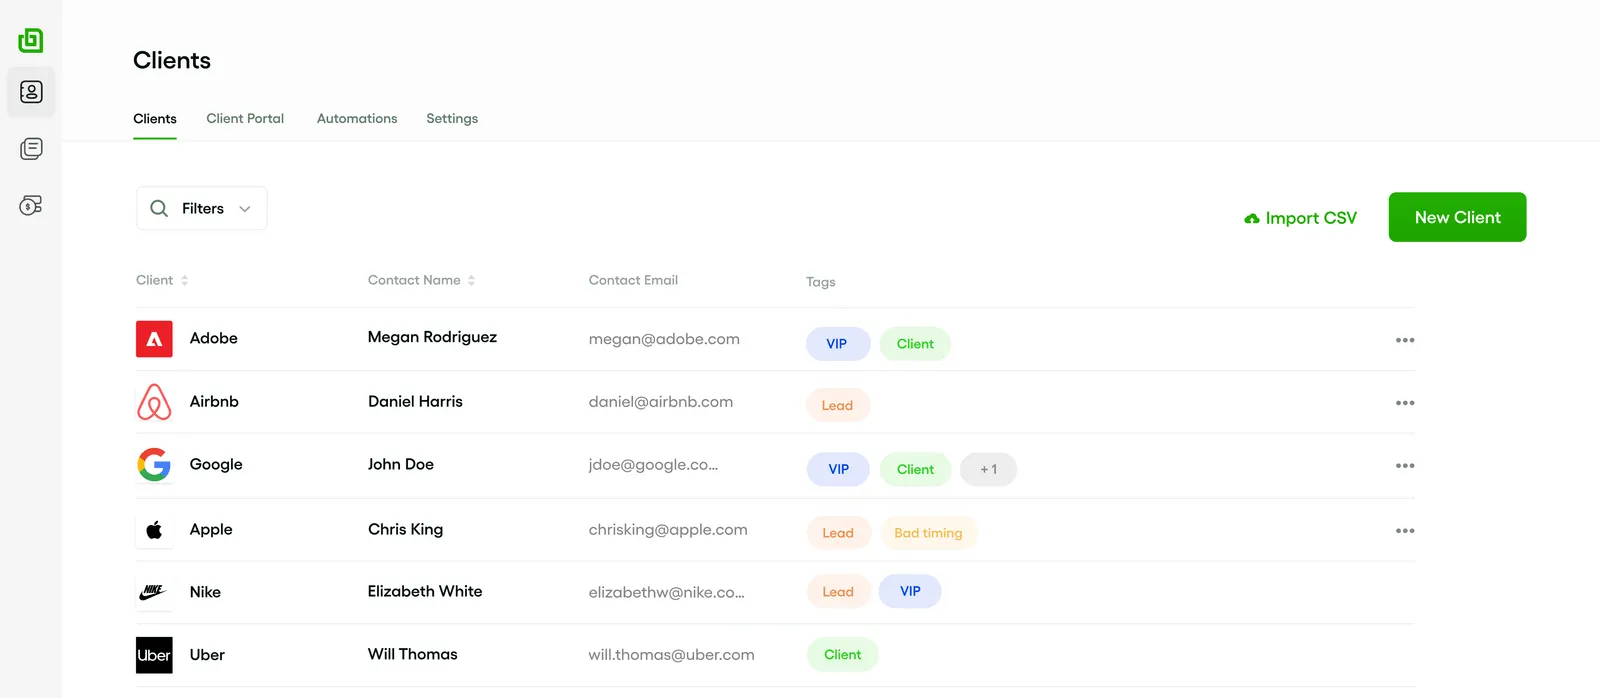 Clients
Clients Client Portal Automations Settings
Filters
Import CSV New Client
Client Contact Name Contact Email Tags
Adobe Megan Rodriguez megan@adobe.com VIP Client
Airbnb Daniel Harris daniel@airbnb.com Lead
Google John Doe jdoe@google.co... VIP Client + 1
Apple Chris King chrisking@apple.com Lead Bad timing
NIKE Nike Elizabeth White elizabethw@nike.co... Lead VIP
Uber Uber Will Thomas will.thomas@uber.com Client